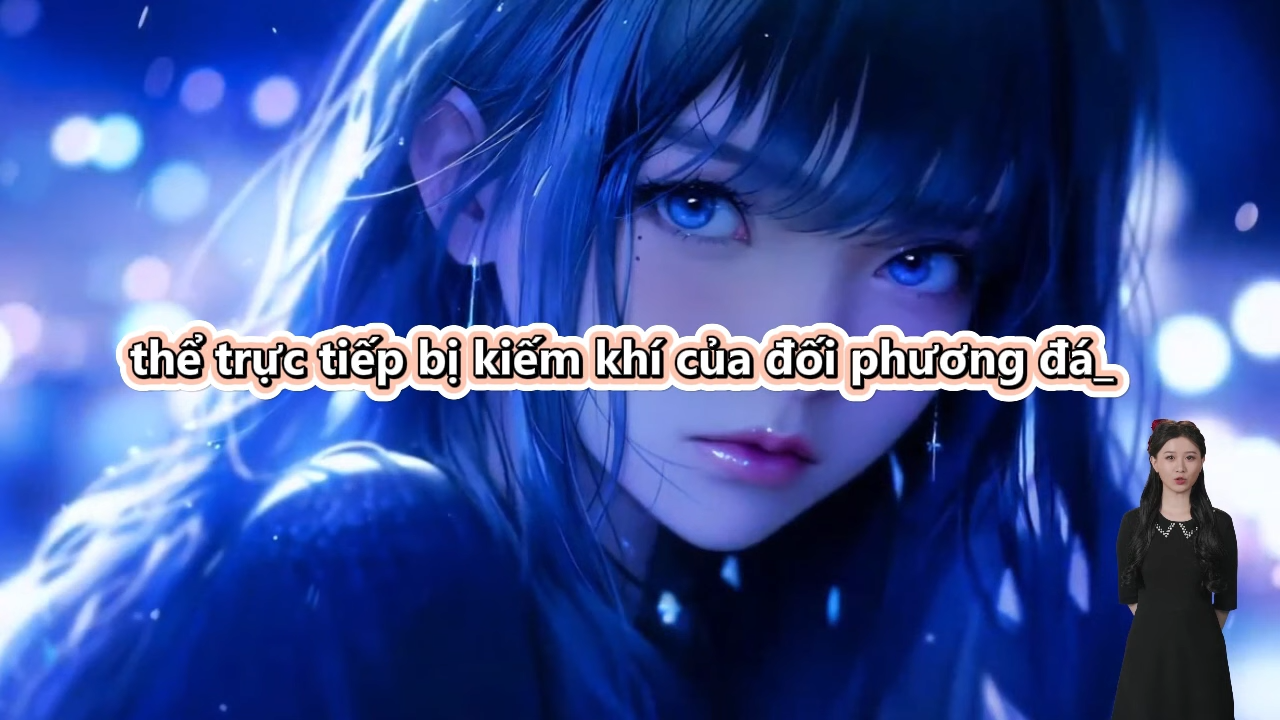 thể trực tiếp bị kiếm khí của đối phương đá_